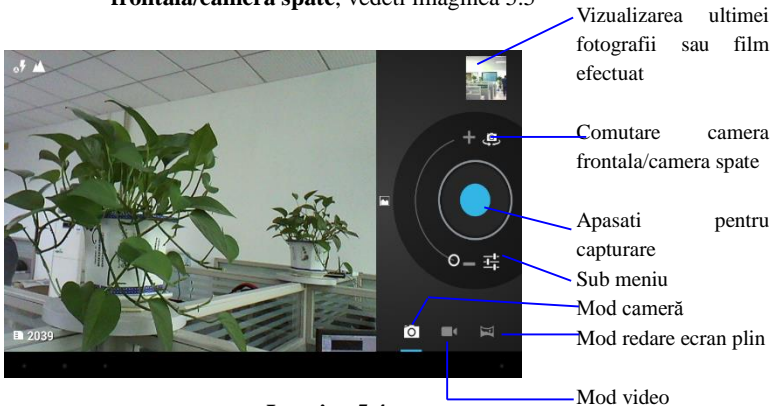 frontala/camera spate, vedeti imaginea 5.3
Vizualizarea ultimei
fotografii sau film
efectuat
Comutare camera
frontala/camera spate
Apasati pentru
capturare
Sub meniu
Mod cameră
Mod redare ecran plin
Mod video
2039